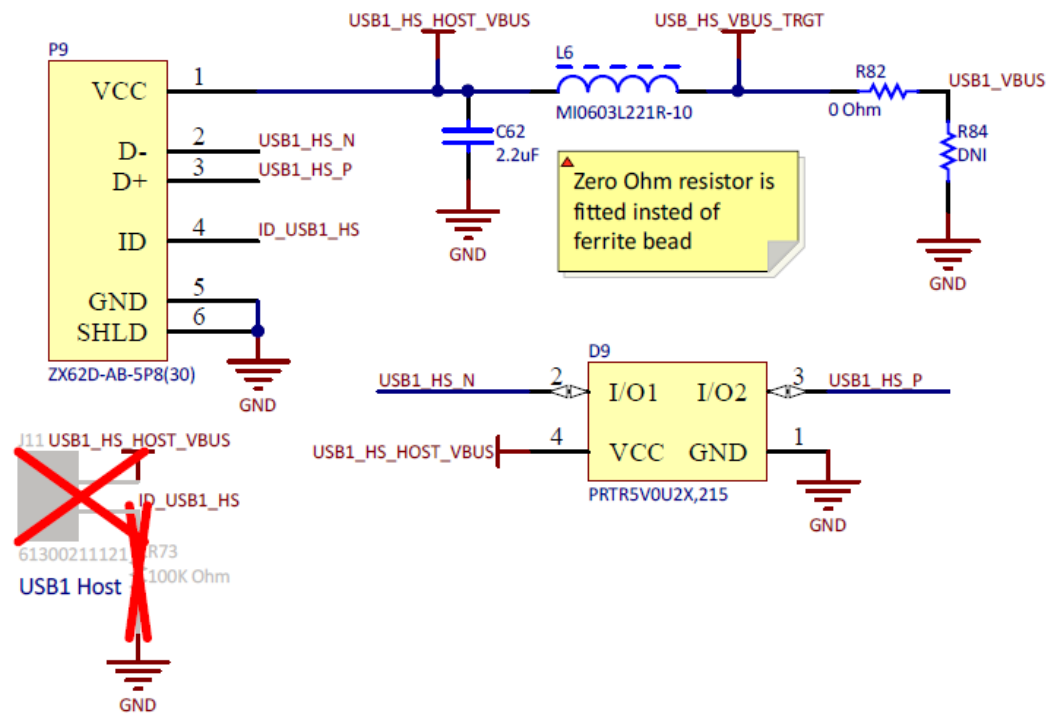 USB1_HS_HOST_VBUS
USB_HS_VBUS_TRGT
P9
VCC
1
D-
2
USB1_HS_N
D+
3
USB1_HS_P
ID
4
ID_USB1_HS
GND
5
SHLD
6
ZX62D-AB-5P8(30)
GND
C62
2.2uF
GND
L6
MI0603L221R-10
R82
0 Ohm
USB1_VBUS
R84
DNI
GND
Zero Ohm resistor is
fitted insted of
ferrite bead
D9
USB1_HS_N
2
I/O1
I/O2
3
USB1_HS_P
USB1_HS_HOST_VBUS
4
VCC
GND
1
PRTR5V0U2X,215
GND
J11
USB1_HS_HOST_VBUS
ID_USB1_HS
61300211121
R73
100K Ohm
USB1 Host
GND